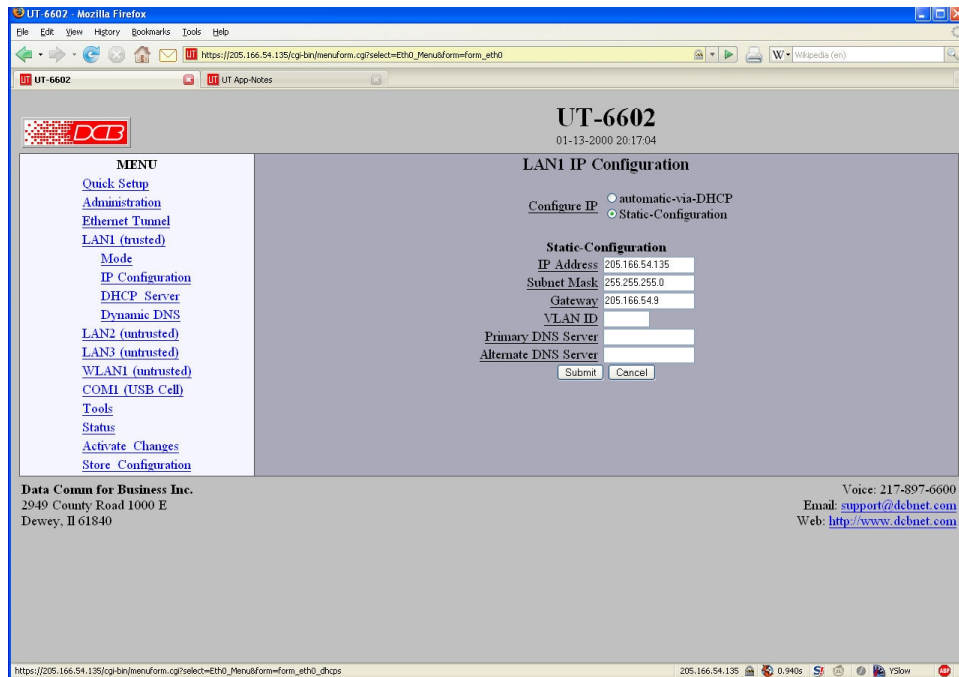 UT-6602 - Mozilla Firefox
File Edit View History Bookmarks Tools Help
https://205.166.54.135/cgi-bin/menuform.cgi?select=Eth0_Menu&form=form_eth0
W Wikipedia (en)
UT UT-6602
UT UT App-Notes
DCB
UT-6602
01-13-2000 20:17:04
MENU
Quick Setup
Administration
Ethernet Tunnel
LAN1 (trusted)
Mode
IP Configuration
DHCP Server
Dynamic DNS
LAN2 (untrusted)
LAN3 (untrusted)
WLAN1 (untrusted)
COM1 (USB Cell)
Tools
Status
Activate Changes
Store Configuration
LAN1 IP Configuration
Configure IP
automatic-via-DHCP
Static-Configuration
Static-Configuration
IP Address 205.166.54.135
Subnet Mask 255.255.255.0
Gateway 205.166.54.9
VLAN ID
Primary DNS Server
Alternate DNS Server
Submit Cancel
Data Comm for Business Inc.
2949 County Road 1000 E
Dewey, Il 61840
Voice: 217-897-6600
Email: support@dcbnet.com
Web: http://www.dcbnet.com
https://205.166.54.135/cgi-bin/menuform.cgi?select=Eth0_Menu&form=form_eth0_dhcps
205.166.54.135 0.940s YSlow ABP